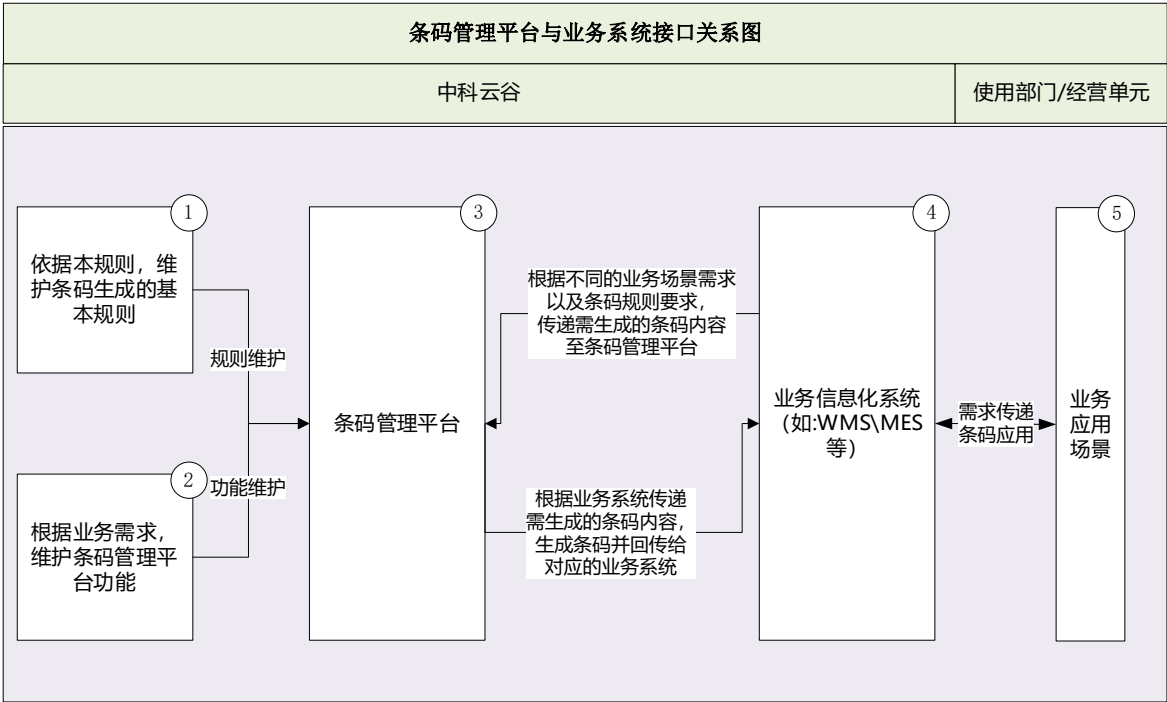 条码管理平台与业务系统接口关系图
中科云谷
使用部门/经营单元
1
依据本规则，维
护条码生成的基
本规则
规则维护
2
功能维护
根据业务需求，
维护条码管理平
台功能
3
条码管理平台
根据不同的业务场景需求
以及条码规则要求，
传递需生成的条码内容
至条码管理平台
根据业务系统传递
需生成的条码内容，
生成条码并回传给
对应的业务系统
4
业务信息化系统
（如:WMS\MES
等）
需求传递
条码应用
5
业务
应用
场景